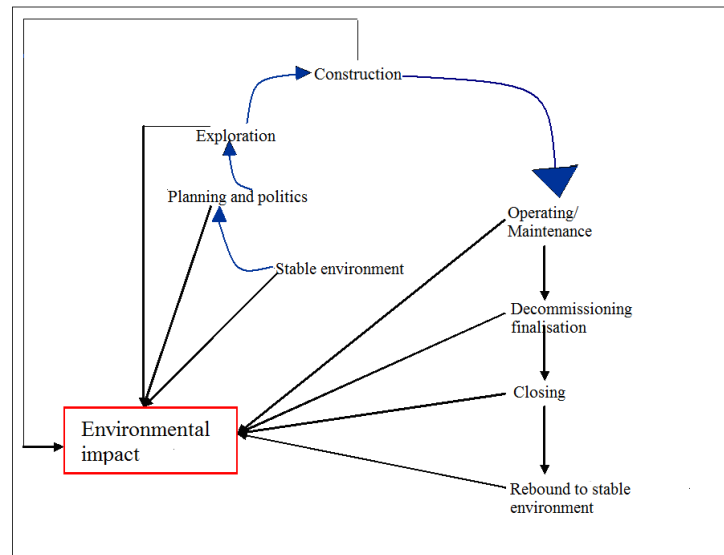 Construction
Exploration
Planning and politics
Stable environment
Operating/
Maintenance
Decommissioning
finalisation
Closing
Rebound to stable
environment
Environmental
impact